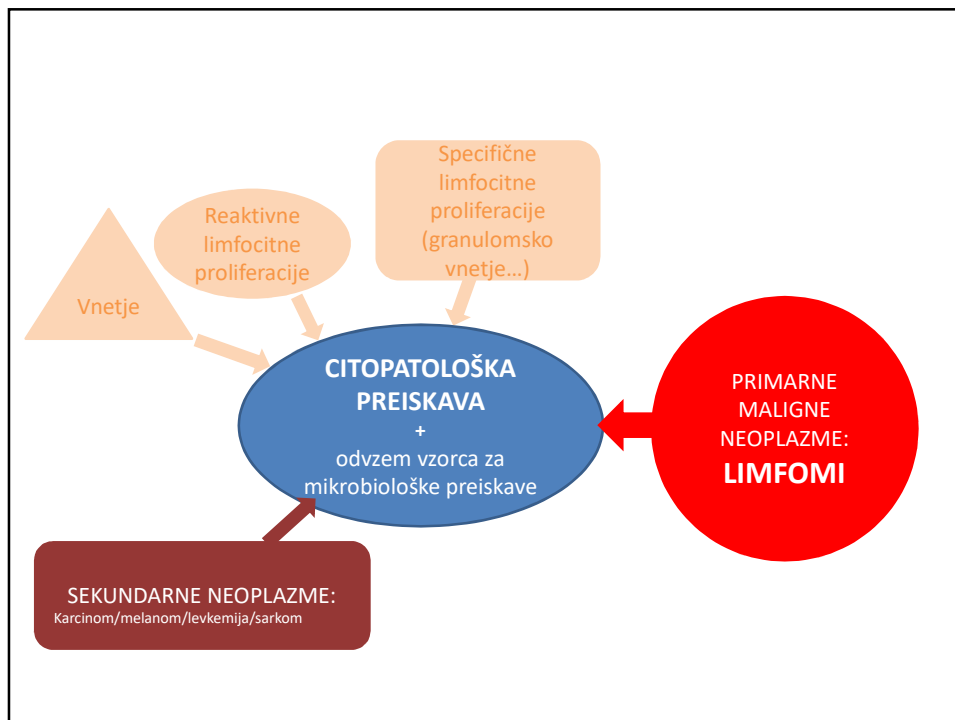 Specifične
limfocitne
proliferacije
(granulomsko
vnetje…)
Reaktivne
limfocitne
proliferacije
Vnetje
CITOPATOLOŠKA
PREISKAVA
+
odvzem vzorca za
mikrobiološke preiskave
PRIMARNE
MALIGNE
NEOPLAZME:
LIMFOMI
SEKUNDARNE NEOPLAZME:
Karcinom/melanom/levkemija/sarkom